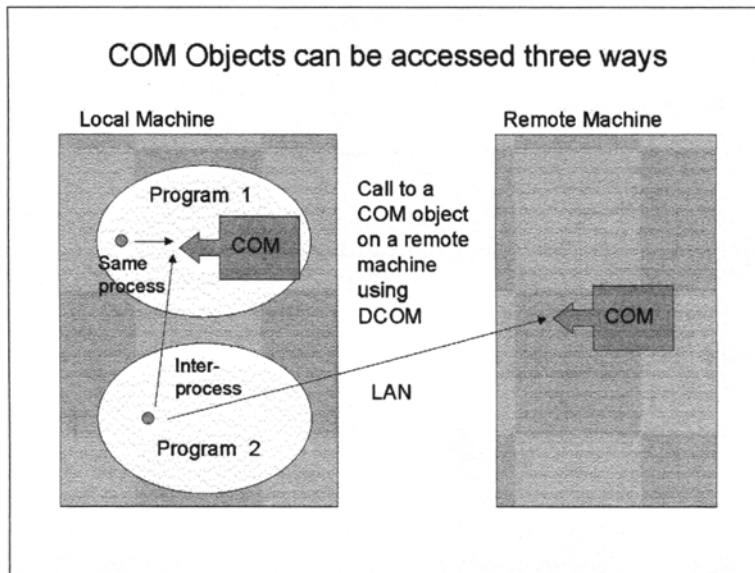 COM Objects can be accessed three ways
Local Machine
Remote Machine
Program 1
COM
Same
process
Inter-
process
Program 2
Call to a
COM object
on a remote
machine
using
DCOM
LAN
COM